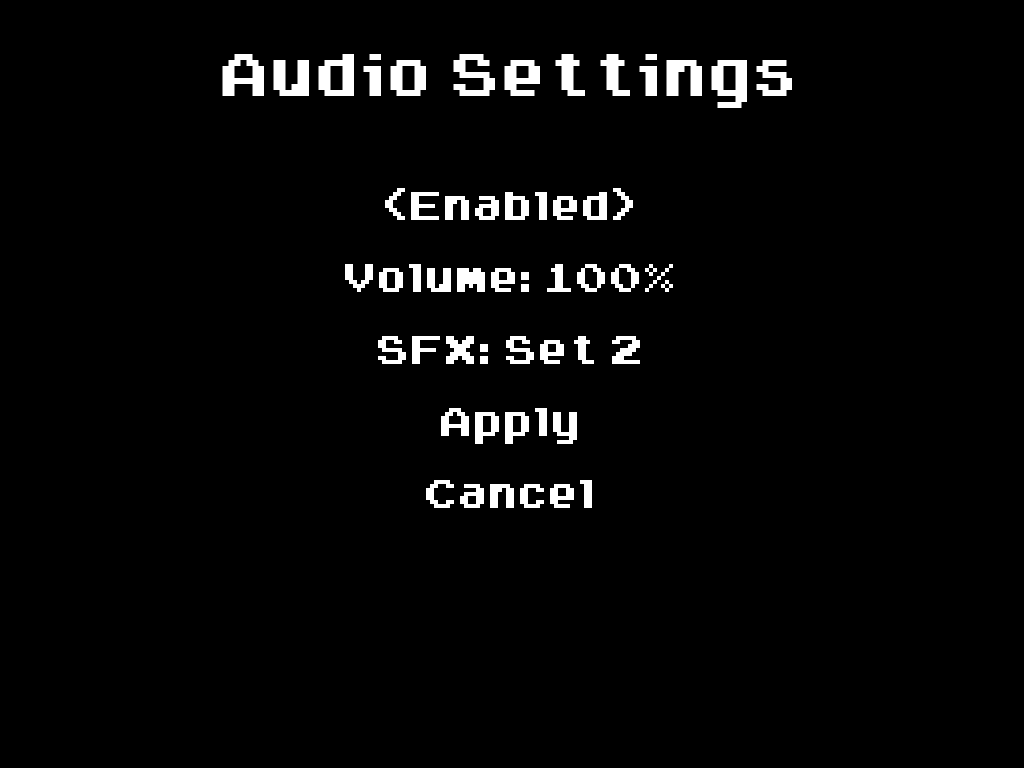 Audio Settings
<Enabled>
Volume: 100%
SFX: Set 2
Apply
Cancel